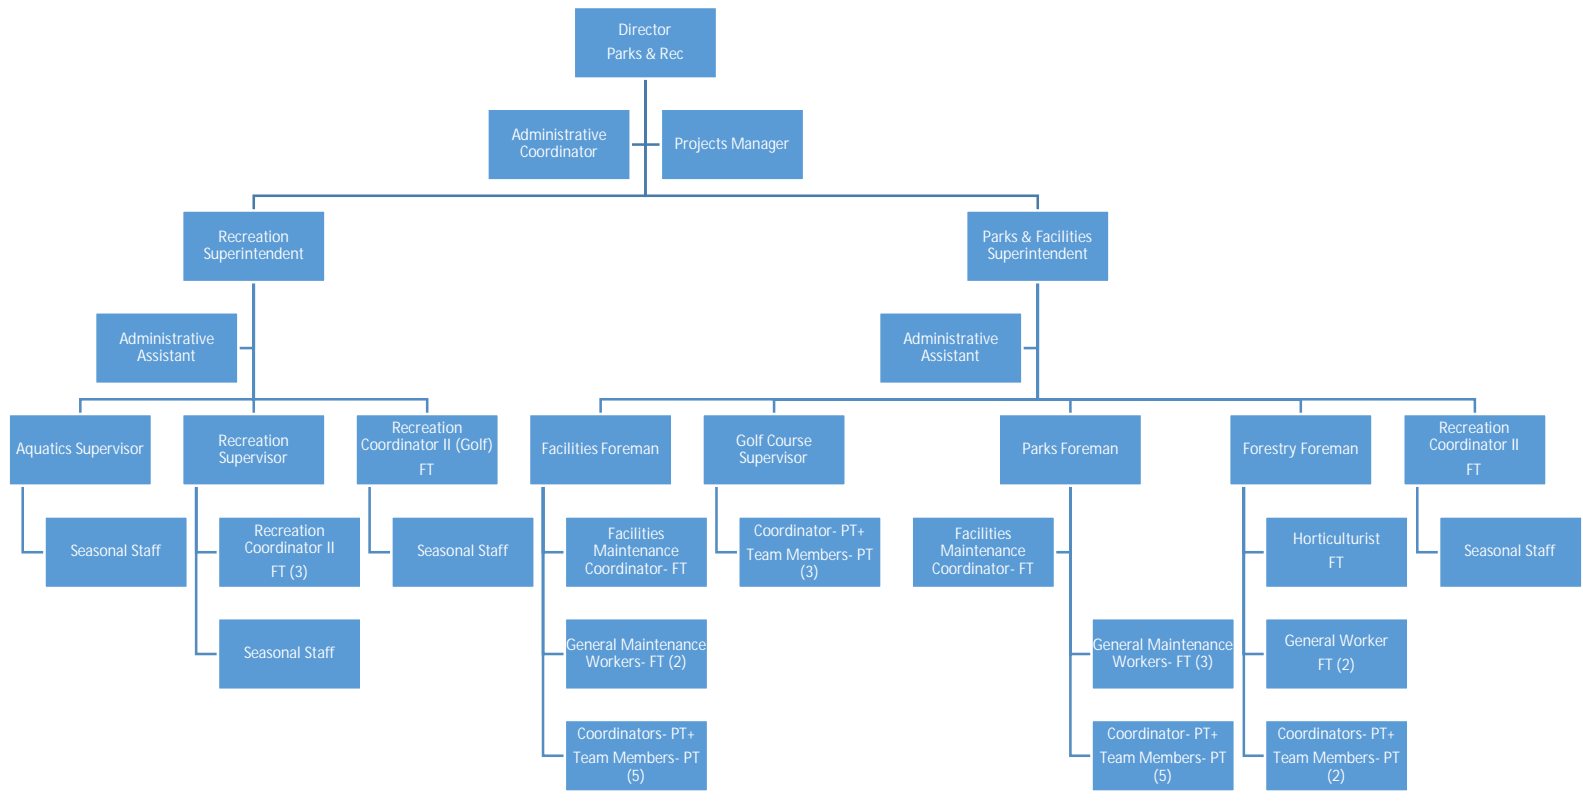 Director
Parks & Rec
Administrative
Coordinator
Projects Manager
Recreation
Superintendent
Parks & Facilities
Superintendent
Administrative
Assistant
Administrative
Assistant
Aquatics Supervisor
Recreation
Supervisor
Recreation
Coordinator II (Golf)
FT
Facilities Foreman
Golf Course
Supervisor
Parks Foreman
Forestry Foreman
Recreation
Coordinator II
FT
Seasonal Staff
Recreation
Coordinator II
FT (3)
Seasonal Staff
Facilities
Maintenance
Coordinator- FT
Coordinator- PT+
Team Members- PT
(3)
Facilities
Maintenance
Coordinator- FT
Horticulturist
FT
Seasonal Staff
Seasonal Staff
General Maintenance
Workers- FT (2)
General Maintenance
Workers- FT (3)
General Worker
FT (2)
Coordinators- PT+
Team Members- PT
(5)
Coordinator- PT+
Team Members- PT
(5)
Coordinators- PT+
Team Members- PT
(2)